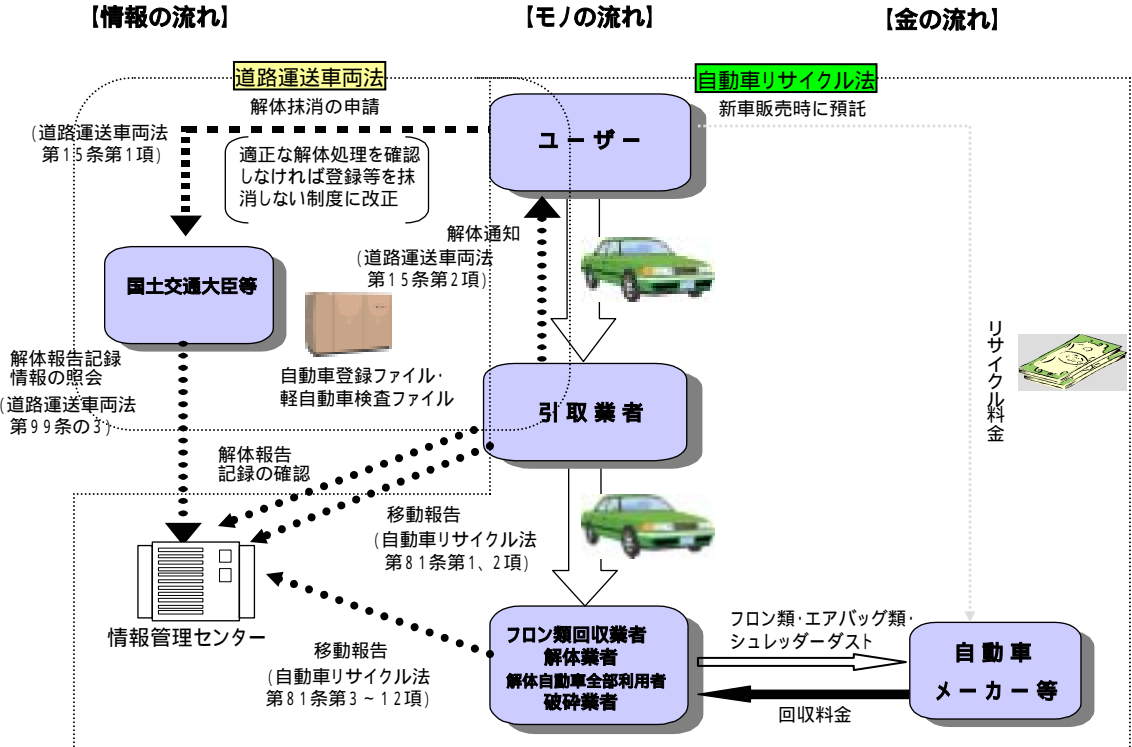 【情報の流れ】
【モノの流れ】
【金の流れ】
道路運送車両法
自動車リサイクル法
解体抹消の申請
新車販売時に預託
(道路運送車両法
第15条第1項)
ユーザー
適正な解体処理を確認
しなければ登録等を抹
消しない制度に改正
解体通知
(道路運送車両法
第15条第2項)
国土交通大臣等
自動車登録ファイル・
軽自動車検査ファイル
解体報告記録
情報の照会
(道路運送車両法
第99条の3)
引取業者
リサイクル料金
解体報告
記録の確認
移動報告
(自動車リサイクル法
第81条第1、2項)
情報管理センター
移動報告
(自動車リサイクル法
第81条第3~12項)
フロン類回収業者
解体業者
解体自動車全部利用者
破砕業者
フロン類・エアバッグ類・
シュレッダーダスト
回収料金
自動車
メーカー等